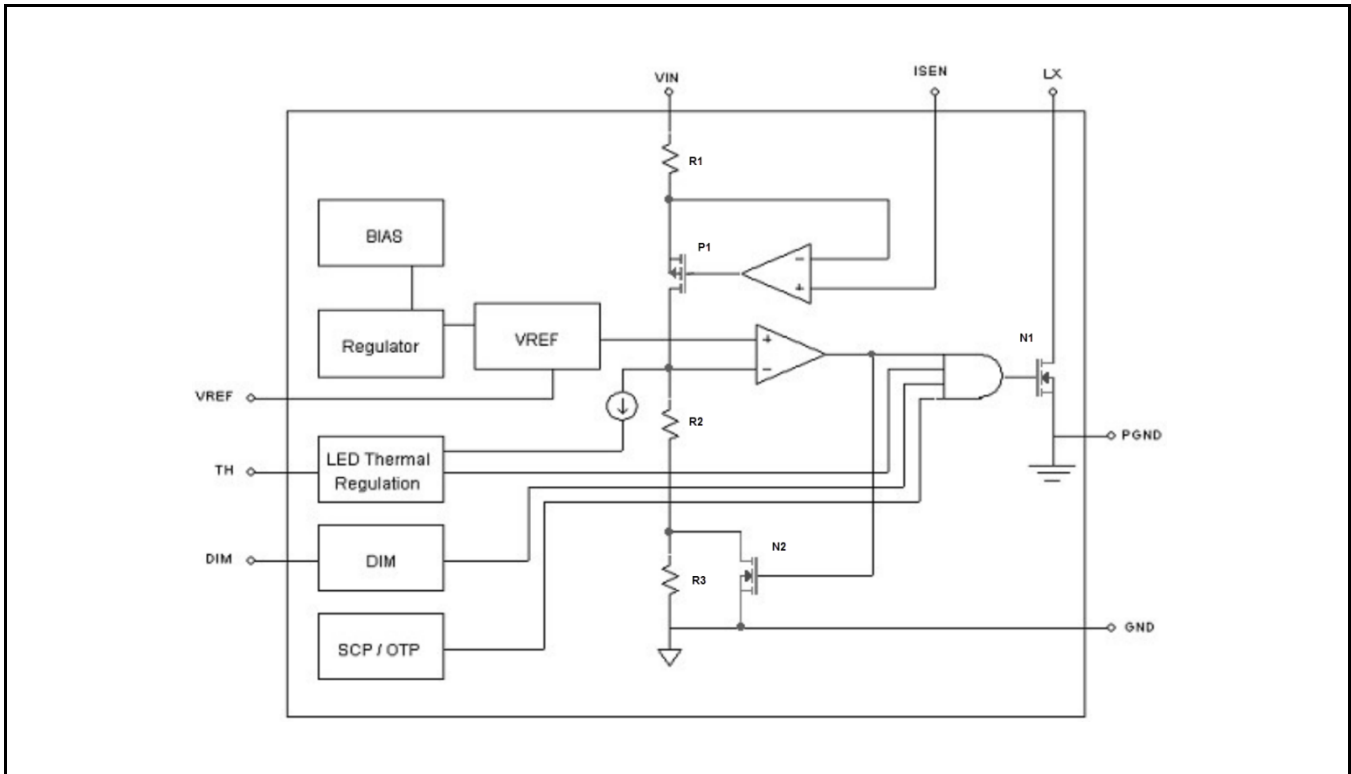 VIN
ISEN
LX
R1
BIAS
P1
-
+
Regulator
VREF
+
-
N1
VREF
R2
PGND
TH
LED Thermal
Regulation
DIM
DIM
N2
R3
GND
SCP / OTP